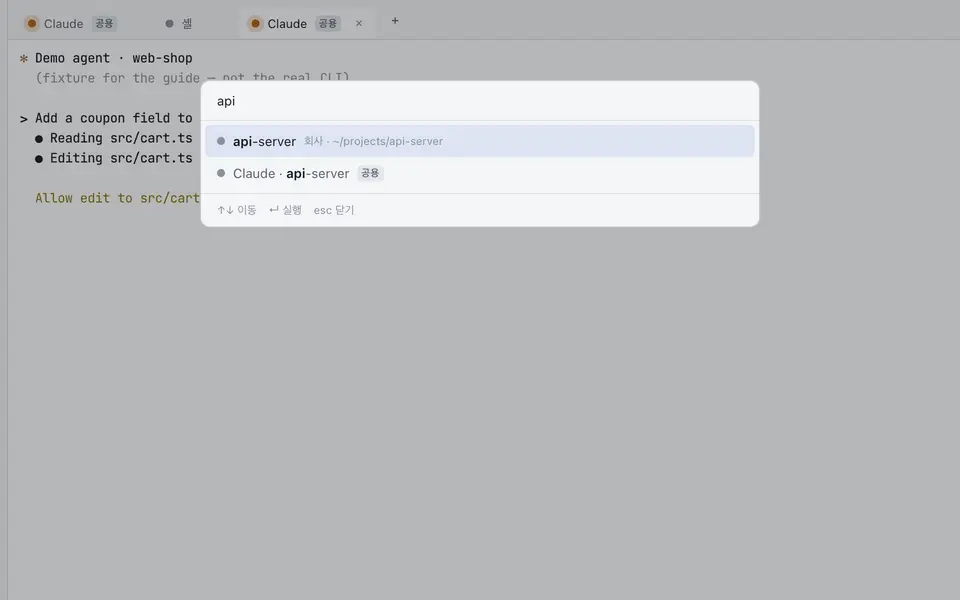 Claude 공용 셸 Claude 공용 × +
* Demo agent · web-shop
(fixture for the guide — not the real CLI)
api
> Add a coupon field to
● Reading src/cart.ts
● Editing src/cart.ts
api-server 회사 · ~/projects/api-server
Claude · api-server 공용
Allow edit to src/cart
↑↓ 이동 ↵ 실행 esc 닫기